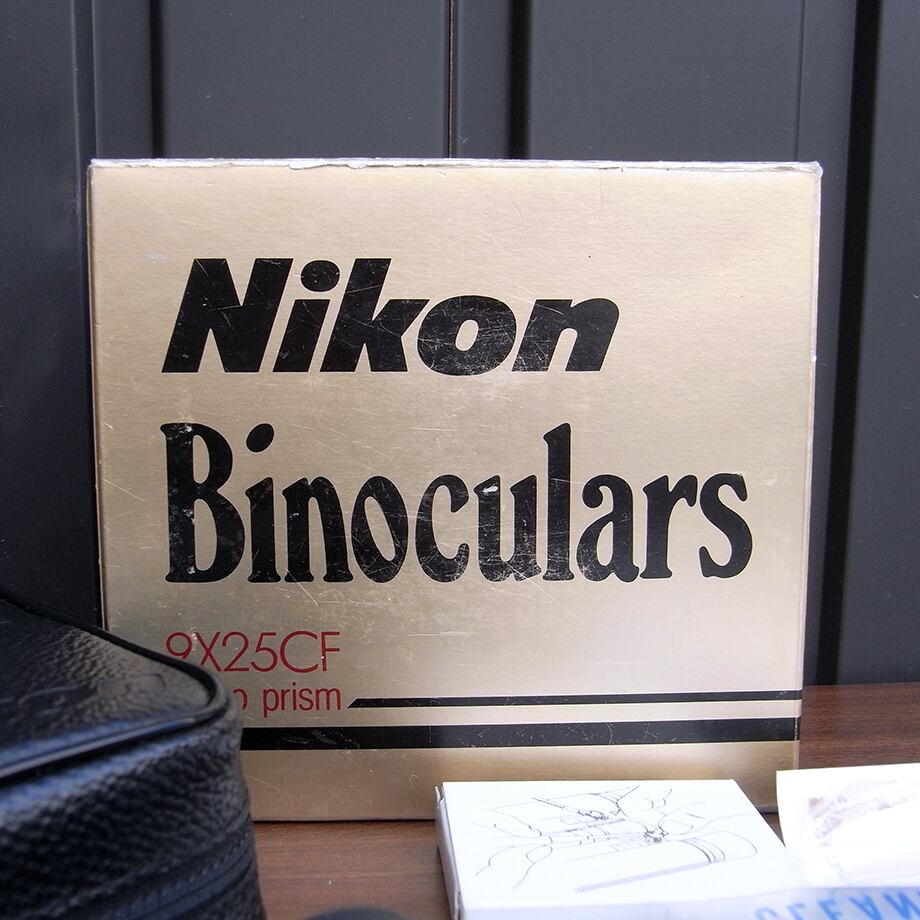 Nikon
Binoculars
9X25CF
prism